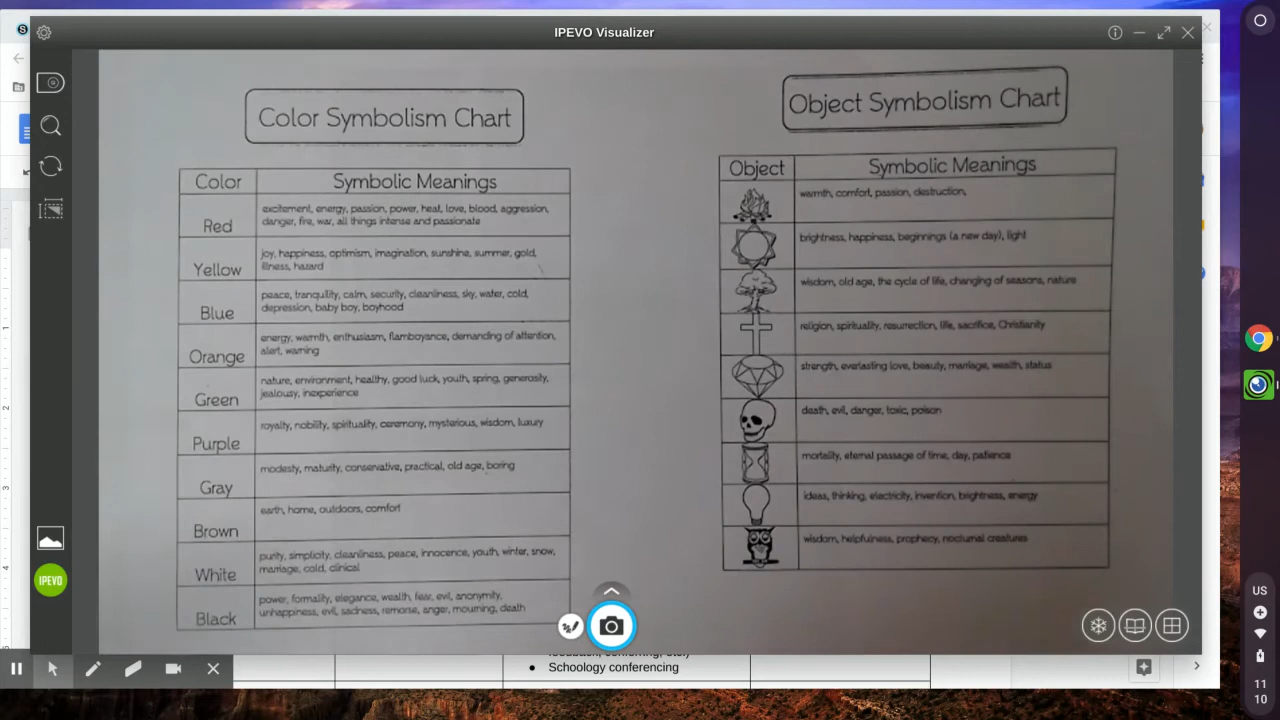 IPEVO Visualizer
Color Symbolism Chart
Color Symbolic Meanings
Red excitement, energy, passion, power, heat, love, blood, aggression,
danger, fire, war, all things intense and passionate
Yellow joy, happiness, optimism, imagination, sunshine, summer, gold,
illness, hazard
Blue peace, tranquility, calm, security, cleanliness, sky, water, cold,
depression, baby boy, boyhood
Orange energy, warmth, enthusiasm, flamboyance, demanding of attention,
alert, warning
Green nature, environment, healthy, good luck, youth, spring, generosity,
jealousy, inexperience
Purple royalty, nobility, spirituality, ceremony, mysterious, wisdom, luxury
Gray modesty, maturity, conservative, practical, old age, boring
Brown earth, home, outdoors, comfort
White purity, simplicity, cleanliness, peace, innocence, youth, winter, snow,
marriage, cold, clinical
Black power, formality, elegance, wealth, fear, evil, anonymity,
unhappiness, evil, sadness, remorse, anger, mourning, death
Object Symbolism Chart
Object Symbolic Meanings
warmth, comfort, passion, destruction,
brightness, happiness, beginnings (a new day), light
wisdom, old age, the cycle of life, changing of seasons, nature
religion, spirituality, resurrection, life, sacrifice, Christianity
strength, everlasting love, beauty, marriage, wealth, status
death, evil, danger, toxic, poison
mortality, eternal passage of time, day, patience
ideas, thinking, electricity, invention, brightness, energy
wisdom, helpfulness, prophecy, nocturnal creatures
IPEVO
• Schoology conferencing
S
1
2
3
4
US
11
10